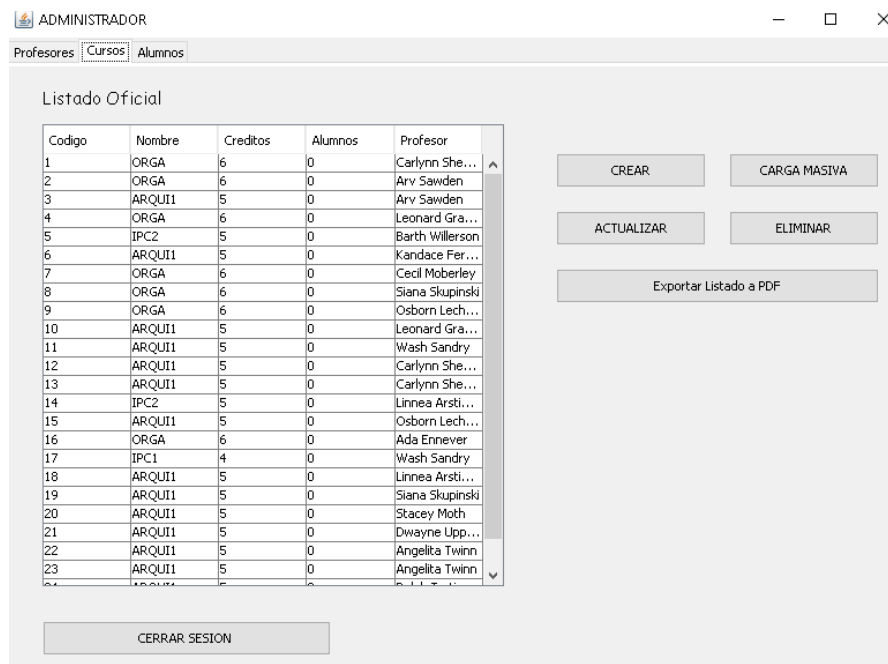 ADMINISTRADOR
Profesores Cursos Alumnos
Listado Oficial
Codigo Nombre Creditos Alumnos Profesor
1 ORGA 6 0 Carlynn She...
2 ORGA 6 0 Arv Sawden
3 ARQUI1 5 0 Arv Sawden
4 ORGA 6 0 Leonard Gra...
5 IPC2 5 0 Barth Willerson
6 ARQUI1 5 0 Kandace Fer...
7 ORGA 6 0 Cecil Moberley
8 ORGA 6 0 Siana Skupinski
9 ORGA 6 0 Osborn Lech...
10 ARQUI1 5 0 Leonard Gra...
11 ARQUI1 5 0 Wash Sandry
12 ARQUI1 5 0 Carlynn She...
13 ARQUI1 5 0 Carlynn She...
14 IPC2 5 0 Linnea Arsti...
15 ARQUI1 5 0 Osborn Lech...
16 ORGA 6 0 Ada Ennever
17 IPC1 4 0 Wash Sandry
18 ARQUI1 5 0 Linnea Arsti...
19 ARQUI1 5 0 Siana Skupinski
20 ARQUI1 5 0 Stacey Moth
21 ARQUI1 5 0 Dwayne Upp...
22 ARQUI1 5 0 Angelita Twinn
23 ARQUI1 5 0 Angelita Twinn
CREAR CARGA MASIVA
ACTUALIZAR ELIMINAR
Exportar Listado a PDF
CERRAR SESION